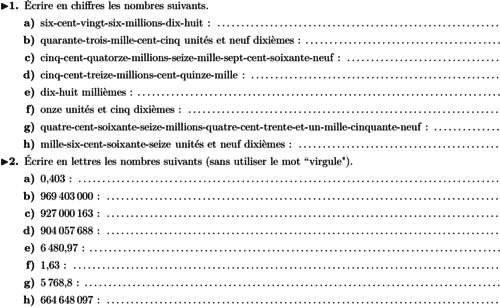 ▶1. Écrire en chiffres les nombres suivants.
a) six-cent-vingt-six-millions-dix-huit : ........................................
b) quarante-trois-mille-cent-cinq unités et neuf dixièmes : ........................................
c) cinq-cent-quatorze-millions-seize-mille-sept-cent-soixante-neuf : ........................................
d) cinq-cent-treize-millions-cent-quinze-mille : ........................................
e) dix-huit millièmes : ........................................
f) onze unités et cinq dixièmes : ........................................
g) quatre-cent-soixante-seize-millions-quatre-cent-trente-et-un-mille-cinquante-neuf : ..............
h) mille-six-cent-soixante-seize unités et neuf dixièmes : ........................................
▶2. Écrire en lettres les nombres suivants (sans utiliser le mot “virgule").
a) 0,403 : ........................................
b) 969 403 000 : ........................................
c) 927 000 163 : ........................................
d) 904 057 688 : ........................................
e) 6 480,97 : ........................................
f) 1,63 : ........................................
g) 5 768,8 : ........................................
h) 664 648 097 : ........................................